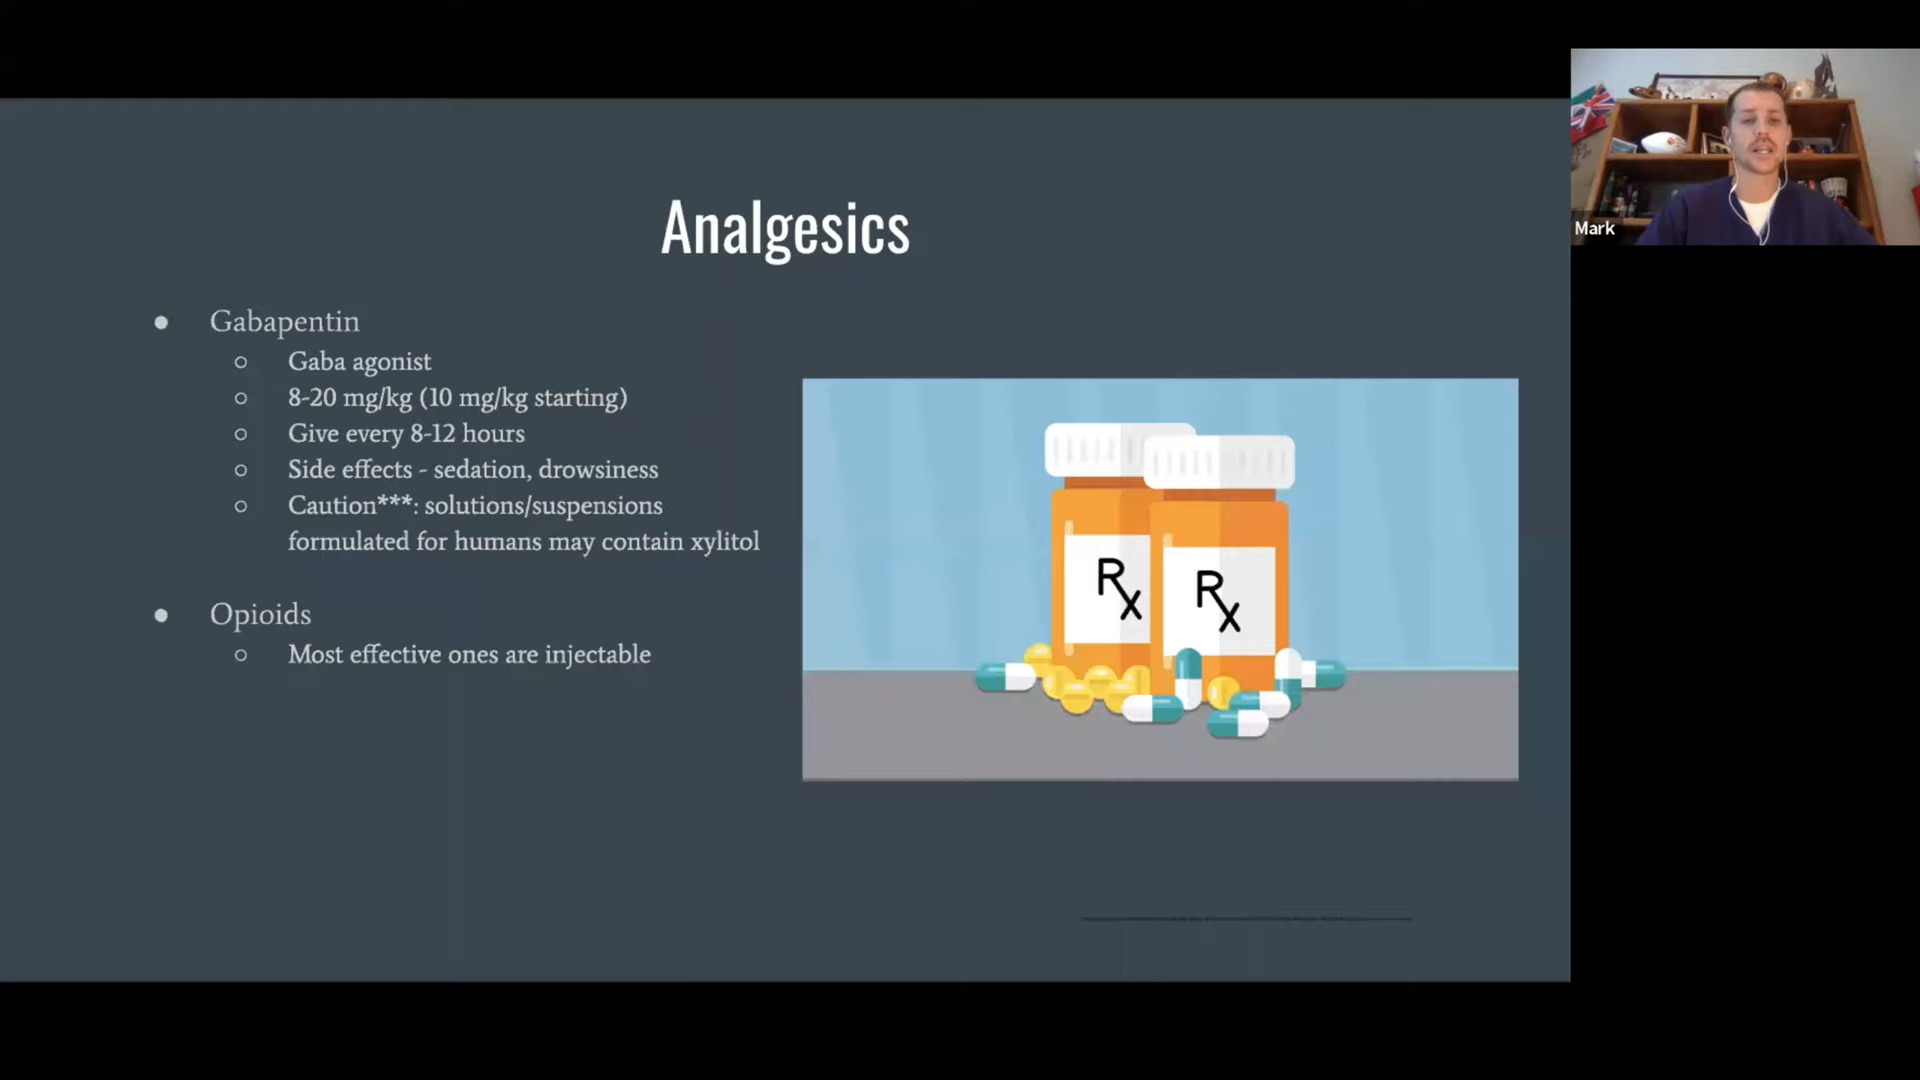 Analgesics
Gabapentin
Gaba agonist
8-20 mg/kg (10 mg/kg starting)
Give every 8-12 hours
Side effects - sedation, drowsiness
Caution***: solutions/suspensions
formulated for humans may contain xylitol
Opioids
Most effective ones are injectable
Rx
Rx
Mark